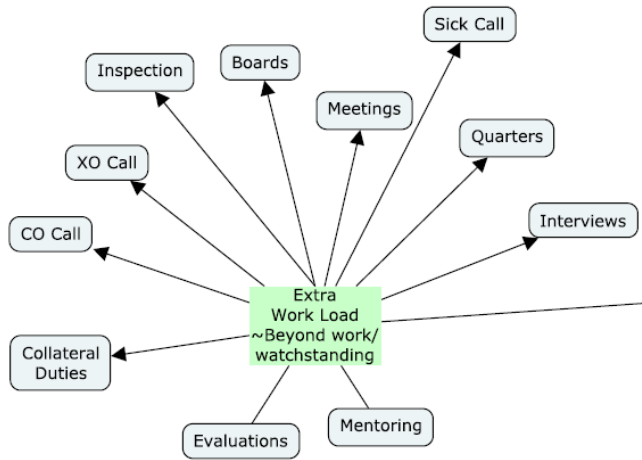 Sick Call
Boards
Inspection
Meetings
Quarters
XO Call
Interviews
CO Call
Extra
Work Load
~Beyond work/
watchstanding
Collateral
Duties
Mentoring
Evaluations